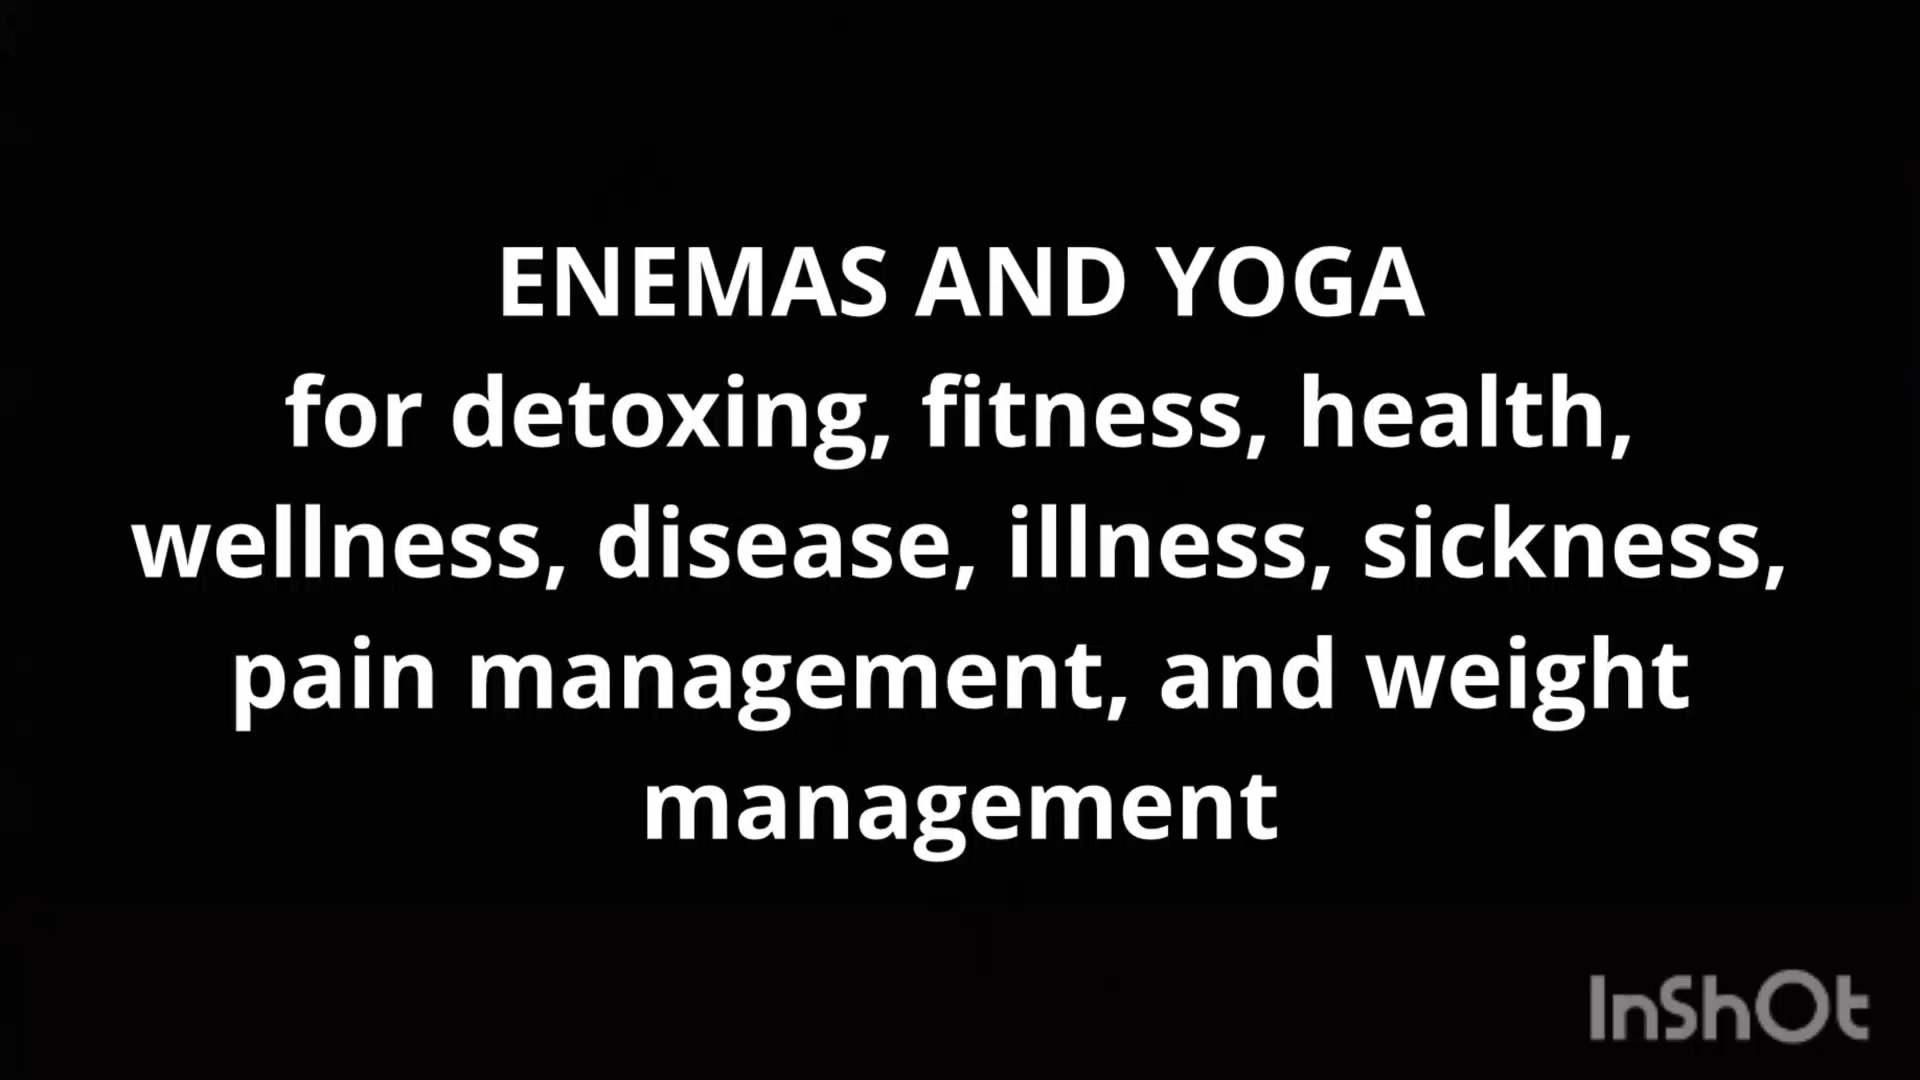 ENEMAS AND YOGA
for detoxing, fitness, health,
wellness, disease, illness, sickness,
pain management, and weight
management
InShOt